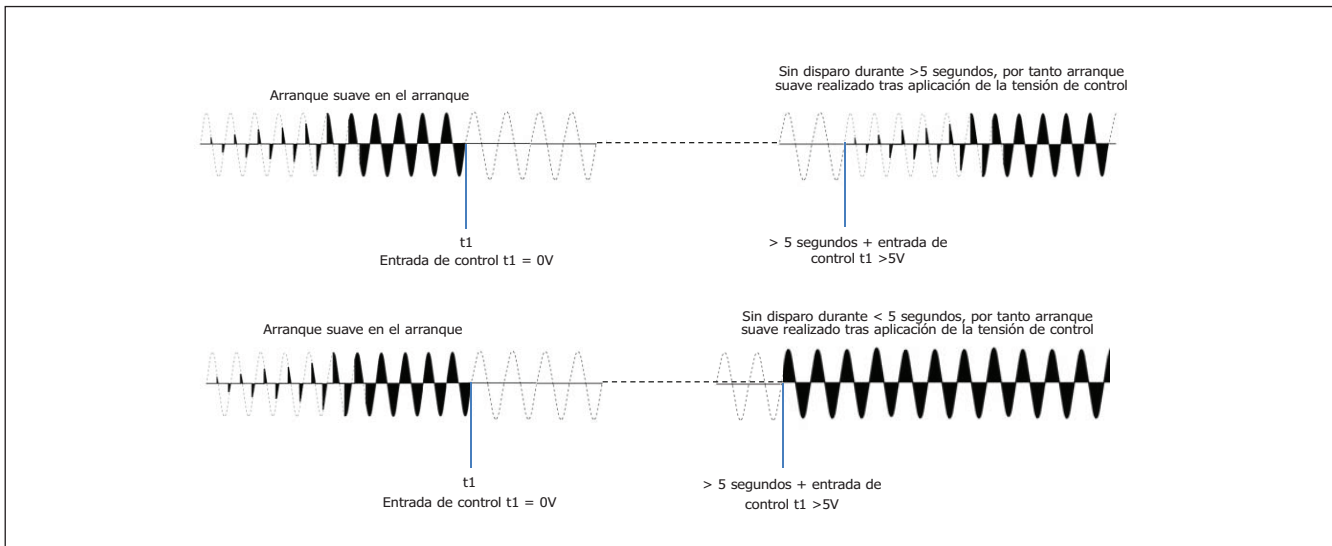 Sin disparo durante >5 segundos, por tanto arranque
suave realizado tras aplicación de la tensión de control
Arranque suave en el arranque
t1
Entrada de control t1 = 0V
> 5 segundos + entrada de
control t1 >5V
Sin disparo durante < 5 segundos, por tanto arranque
suave realizado tras aplicación de la tensión de control
Arranque suave en el arranque
t1
Entrada de control t1 = 0V
> 5 segundos + entrada de
control t1 >5V